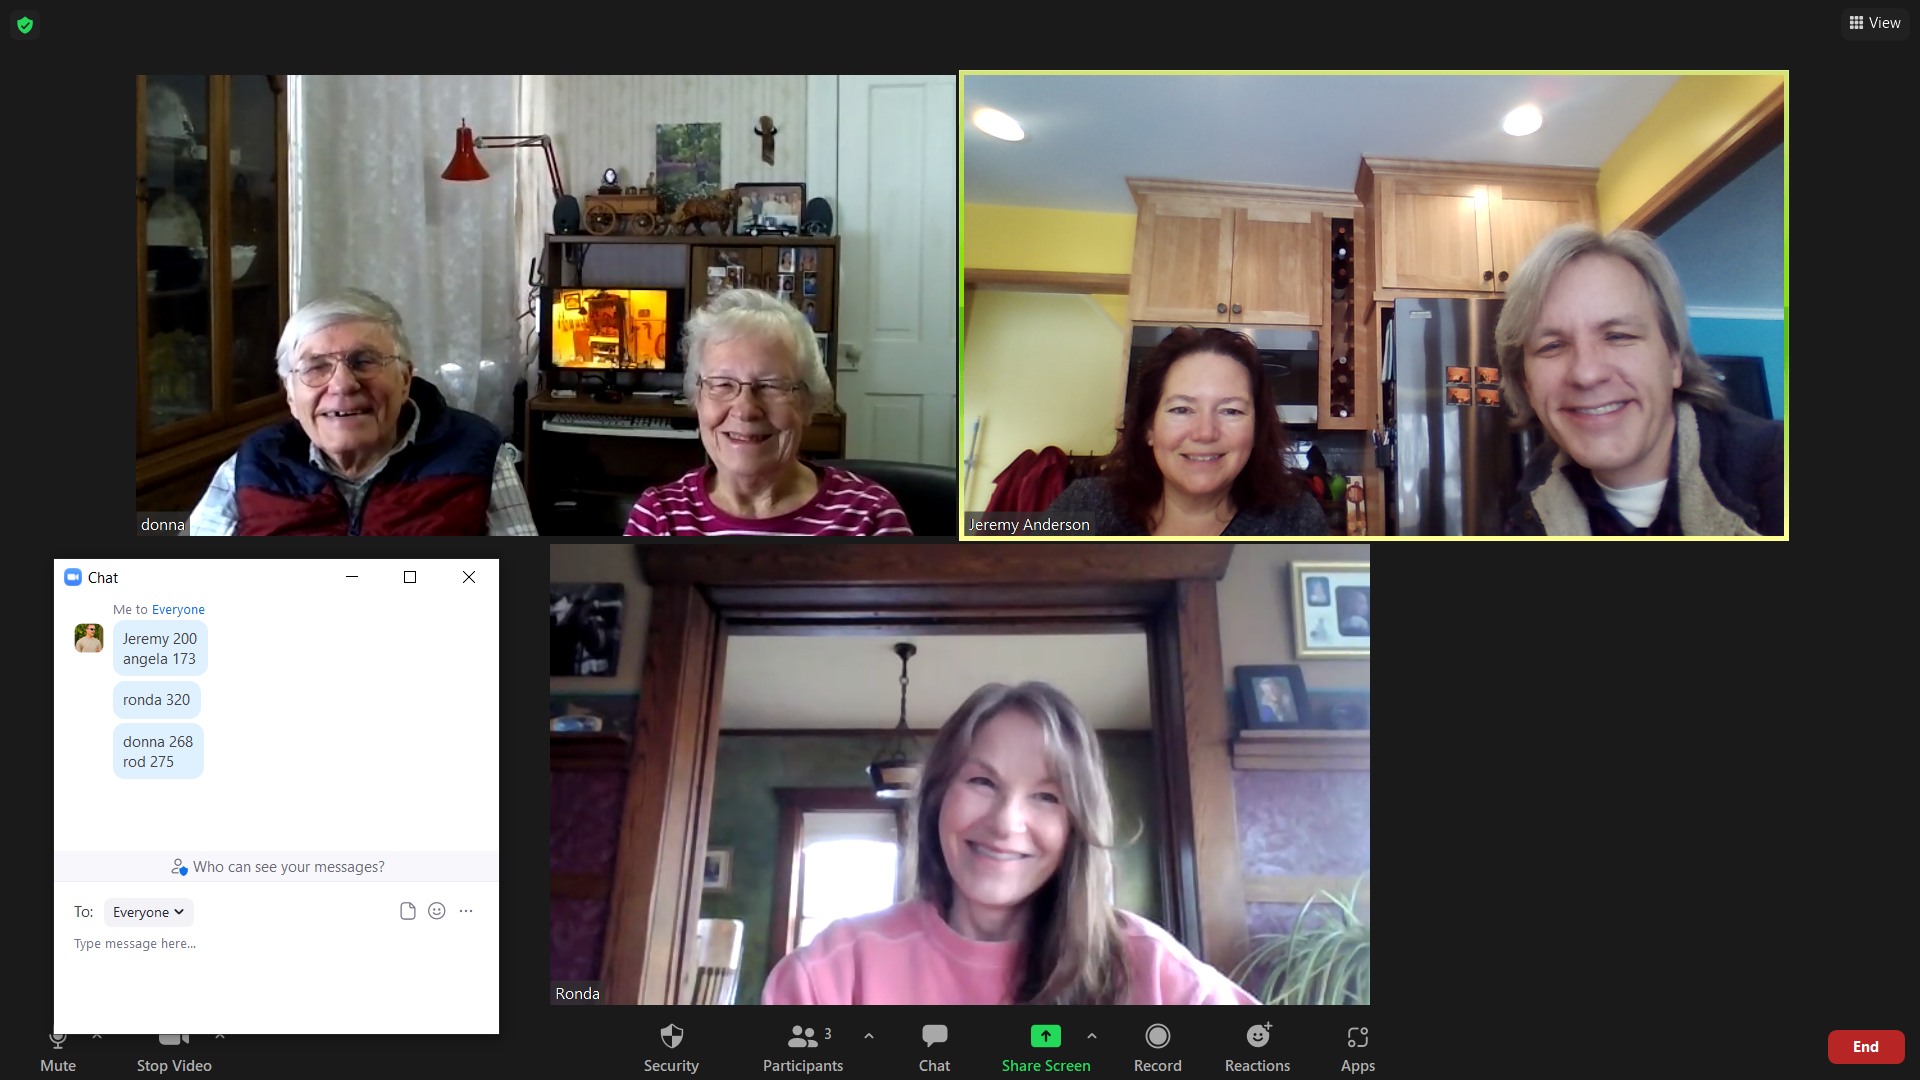 View
donna
Jeremy Anderson
Chat
Me to Everyone
Jeremy 200
angela 173
ronda 320
donna 268
rod 275
Who can see your messages?
To: Everyone
Type message here...
Ronda
Mute
Stop Video
Security
3
Participants
Chat
Share Screen
Record
Reactions
Apps
End